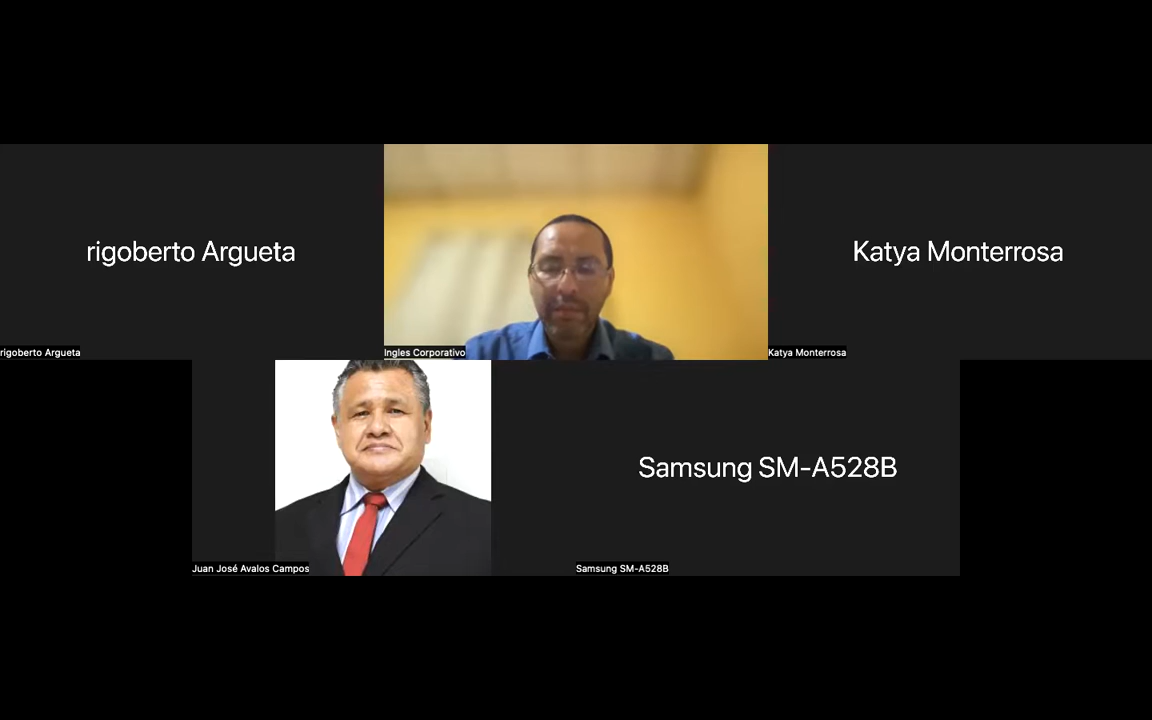 rigoberto Argueta
Katya Monterrosa
rigoberto Argueta
Ingles Corporativo
Katya Monterrosa
Samsung SM-A528B
Juan José Avalos Campos
Samsung SM-A528B